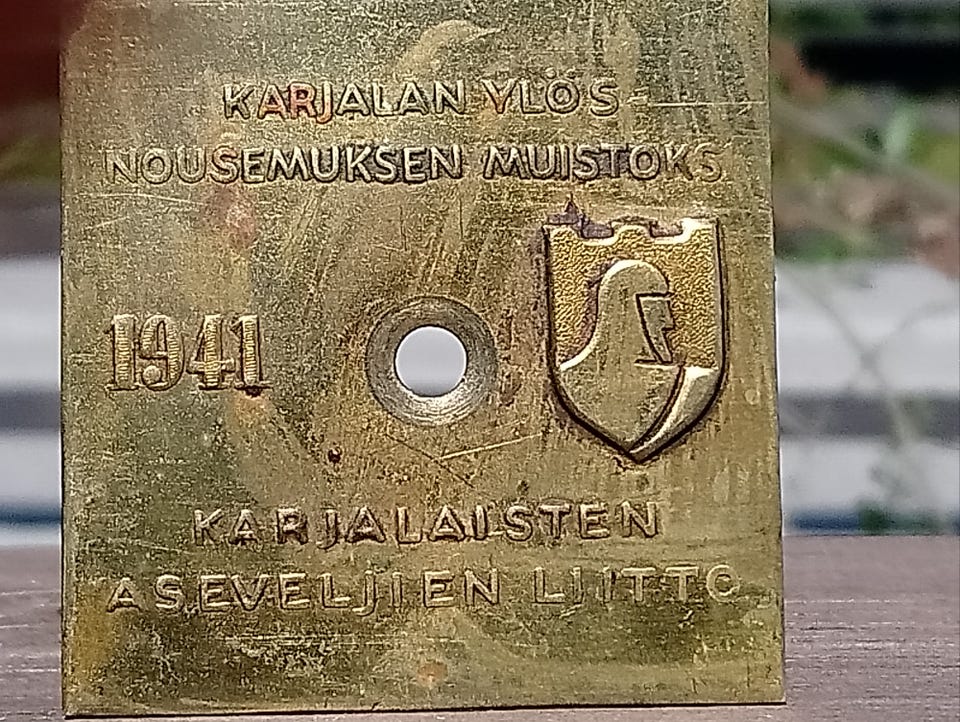 KARJALAN YLÖS
NOUSEMUKSEN MUISTOKS
1941
KARJALAISTEN
ASEVELJIEN LIITTO